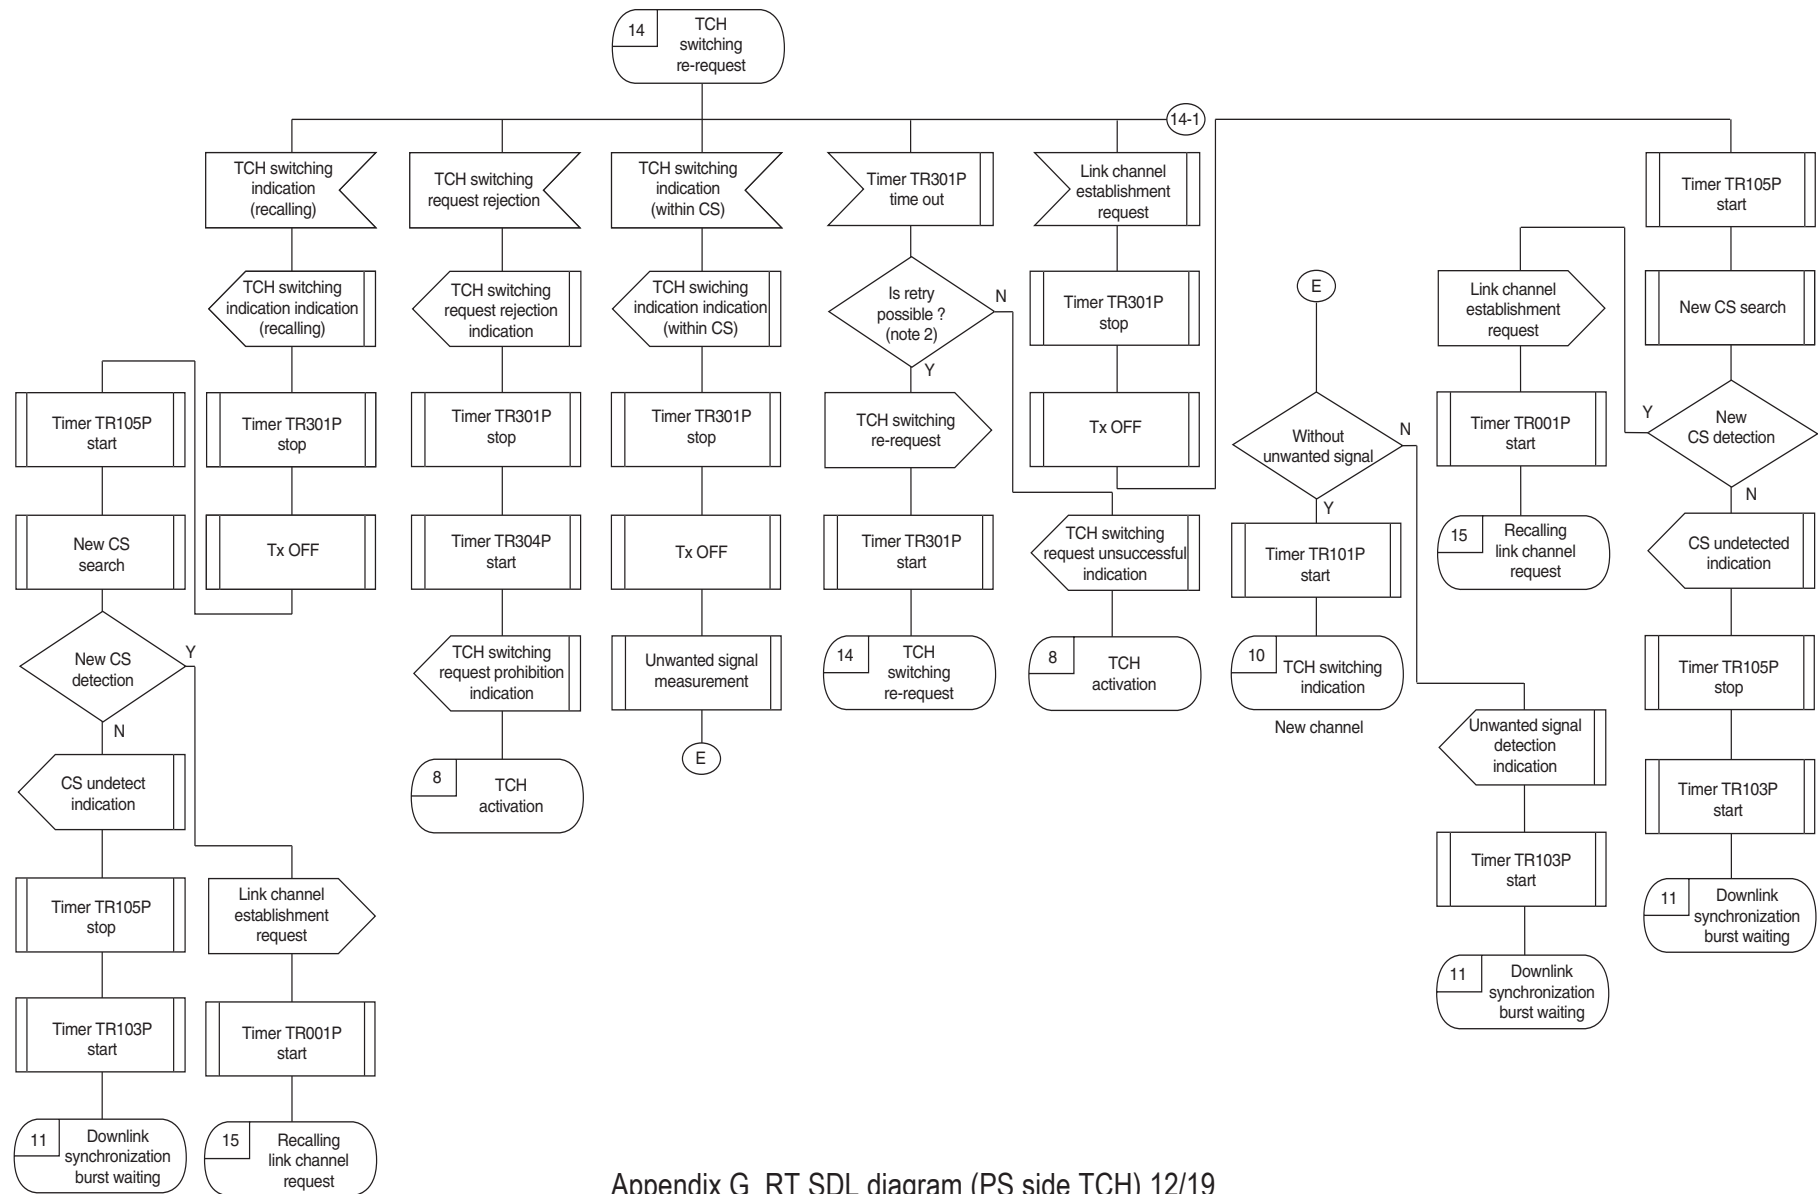 14
TCH
switching
re-request
14-1
TCH switching
indication
(recalling)
TCH switching
indication indication
(recalling)
Timer TR301P
stop
Tx OFF
Timer TR105P
start
New CS
search
New CS
detection
Y
N
CS undetect
indication
Timer TR105P
stop
Timer TR103P
start
11
Downlink
synchronization
burst waiting
Link channel
establishment
request
Timer TR001P
start
15
Recalling
link channel
request
TCH switching
request rejection
TCH switching
request rejection
indication
Timer TR301P
stop
Timer TR304P
start
TCH switching
request prohibition
indication
8
TCH
activation
TCH switching
indication
(within CS)
TCH swiching
indication indication
(within CS)
Timer TR301P
stop
Tx OFF
Unwanted signal
measurement
E
Timer TR301P
time out
Is retry
possible ?
(note 2)
N
Y
TCH switching
re-request
Timer TR301P
start
14
TCH
switching
re-request
TCH switching
request unsuccessful
indication
8
TCH
activation
Link channel
establishment
request
Timer TR301P
stop
Tx OFF
E
Without
unwanted signal
N
Y
Timer TR101P
start
10
TCH switching
indication
New channel
Unwanted signal
detection
indication
Timer TR103P
start
11
Downlink
synchronization
burst waiting
Timer TR105P
start
New CS search
New
CS detection
Y
N
Link channel
establishment
request
Timer TR001P
start
15
Recalling
link channel
request
CS undetected
indication
Timer TR105P
stop
Timer TR103P
start
11
Downlink
synchronization
burst waiting
Appendix G RT SDL diagram (PS side TCH) 12/19